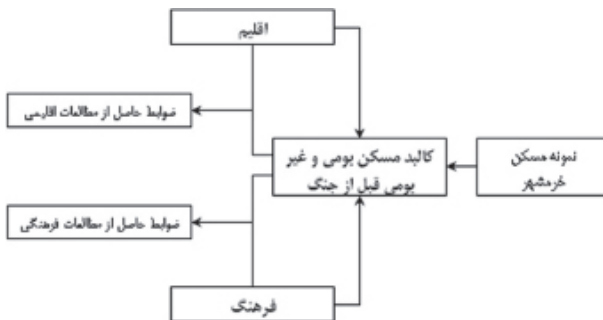 اقلیم
ضوابط حاصل از مطالعات اقلیمی
نمونه مسکن
خرمشهر
کالبد مسکن بومی و غیر
بومی قبل از جنگ
ضوابط حاصل از مطالعات فرهنگی
فرهنگ